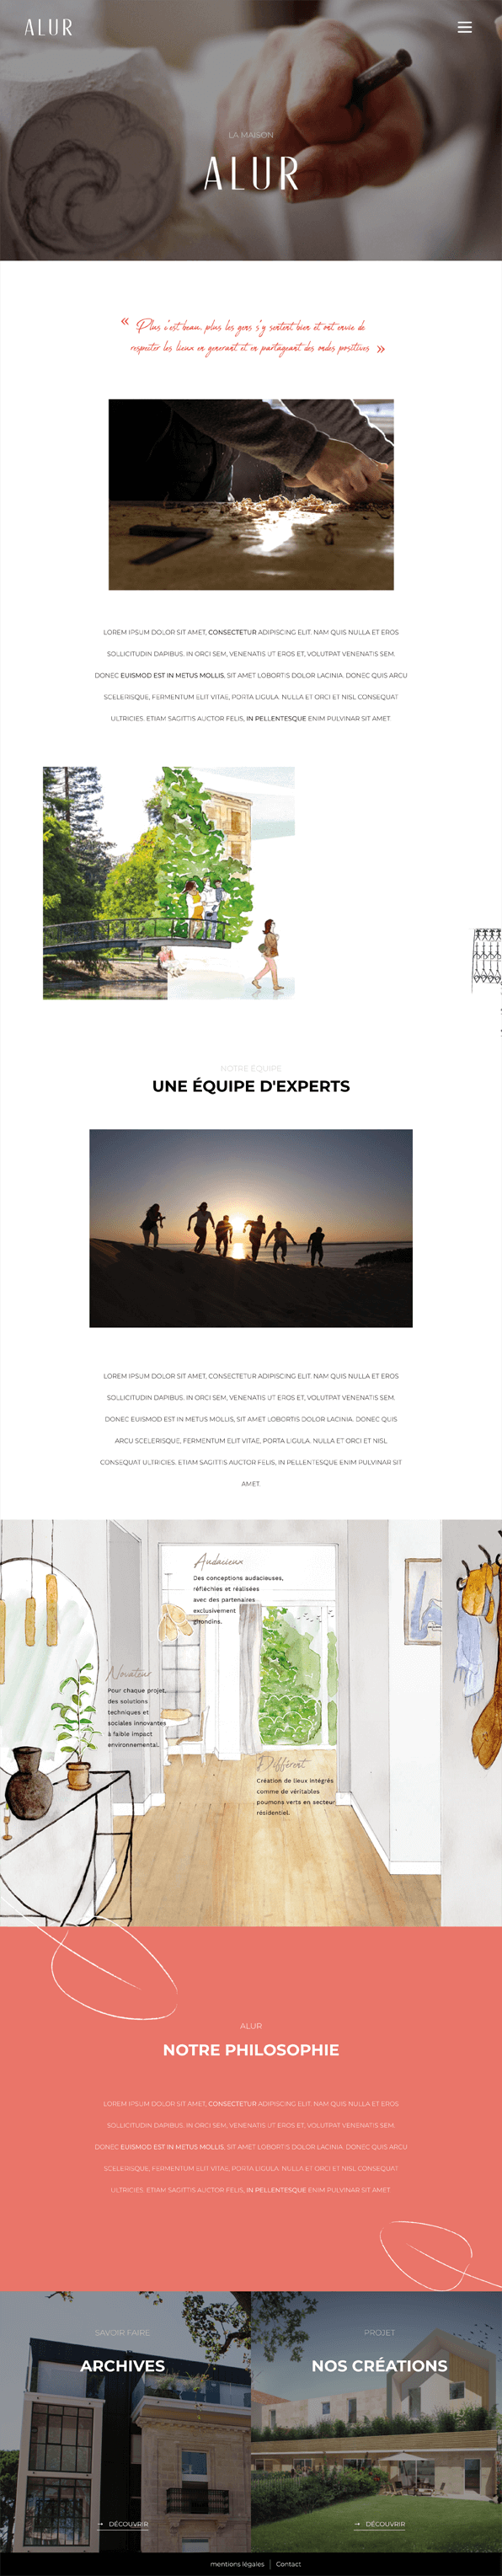 ALUR
LA MAISON
ALUR
« Plus c'est beau, plus les gens s'y sentent bien et ont envie de
respecter les lieux en generant et en partageant des ondes positives »
LOREM IPSUM DOLOR SIT AMET, CONSECTETUR ADIPISCING ELIT. NAM QUIS NULLA ET EROS
SOLLICITUDIN DAPIBUS. IN ORCI SEM, VENENATIS UT EROS ET, VOLUTPAT VENENATIS SEM.
DONEC EUISMOD EST IN METUS MOLLIS, SIT AMET LOBORTIS DOLOR LACINIA. DONEC QUIS ARCU
SCELERISQUE, FERMENTUM ELIT VITAE, PORTA LIGULA. NULLA ET ORCI ET NISL CONSEQUAT
ULTRICIES. ETIAM SAGITTIS AUCTOR FELIS, IN PELLENTESQUE ENIM PULVINAR SIT AMET.
NOTRE ÉQUIPE
UNE ÉQUIPE D'EXPERTS
LOREM IPSUM DOLOR SIT AMET, CONSECTETUR ADIPISCING ELIT. NAM QUIS NULLA ET EROS
SOLLICITUDIN DAPIBUS. IN ORCI SEM, VENENATIS UT EROS ET, VOLUTPAT VENENATIS SEM.
DONEC EUISMOD EST IN METUS MOLLIS, SIT AMET LOBORTIS DOLOR LACINIA. DONEC QUIS
ARCU SCELERISQUE, FERMENTUM ELIT VITAE, PORTA LIGULA. NULLA ET ORCI ET NISL
CONSEQUAT ULTRICIES. ETIAM SAGITTIS AUCTOR FELIS, IN PELLENTESQUE ENIM PULVINAR SIT
AMET.
Audacieux
Des conceptions audacieuses,
réfléchies et réalisées
avec des partenaires
exclusivement
girondins.
Novateur
Pour chaque projet,
des solutions
techniques et
sociales innovantes
à faible impact
environnemental.
Différent
Création de lieux intégrés
comme de véritables
poumons verts en secteur
résidentiel.
ALUR
NOTRE PHILOSOPHIE
LOREM IPSUM DOLOR SIT AMET, CONSECTETUR ADIPISCING ELIT. NAM QUIS NULLA ET EROS
SOLLICITUDIN DAPIBUS. IN ORCI SEM, VENENATIS UT EROS ET, VOLUTPAT VENENATIS SEM.
DONEC EUISMOD EST IN METUS MOLLIS, SIT AMET LOBORTIS DOLOR LACINIA. DONEC QUIS ARCU
SCELERISQUE, FERMENTUM ELIT VITAE, PORTA LIGULA. NULLA ET ORCI ET NISL CONSEQUAT
ULTRICIES. ETIAM SAGITTIS AUCTOR FELIS, IN PELLENTESQUE ENIM PULVINAR SIT AMET.
SAVOIR FAIRE
ARCHIVES
→ DÉCOUVRIR
PROJET
NOS CRÉATIONS
→ DÉCOUVRIR
mentions légales | Contact